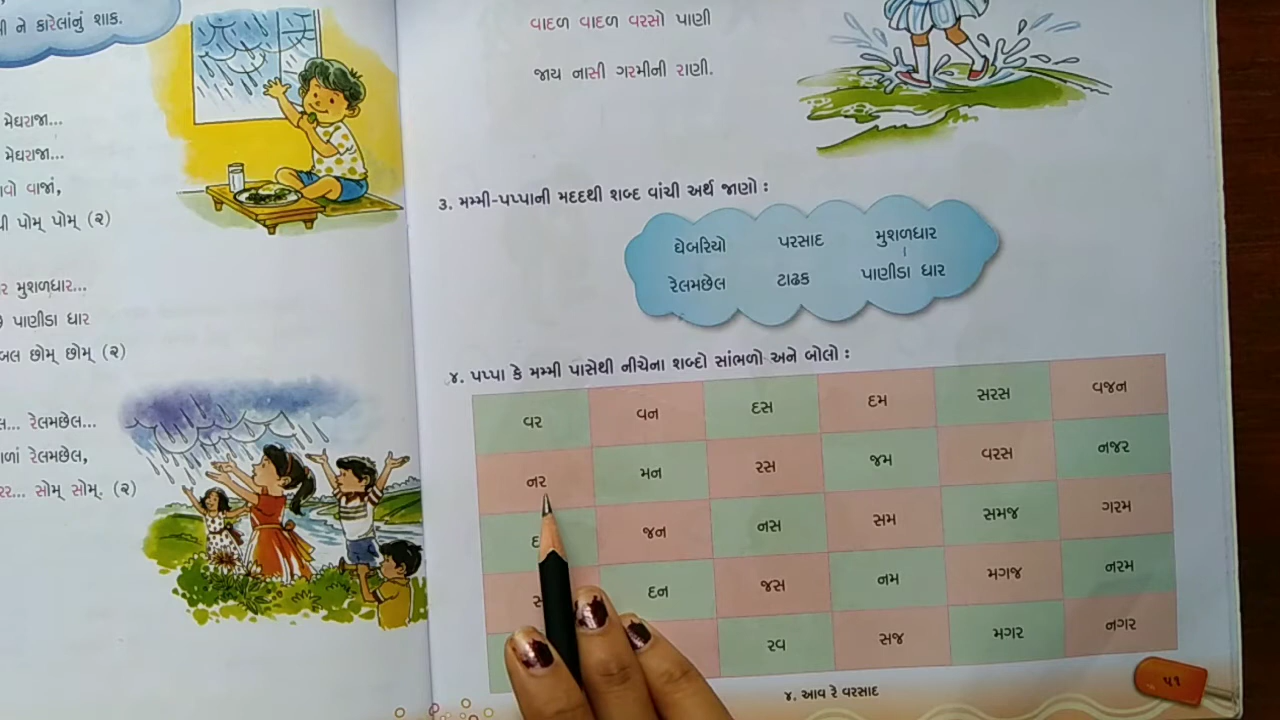 ને કારેલાંનું શાક.
મેઘરાજા...
મેઘરાજા...
વાજાં,
પોમ્ પોમ્ (૨)
મુશળધાર...
પાણીડા ધાર
છોમ્ છોમ્ (૨)
રેલમછેલ...
રેલમછેલ,
સોમ્ સોમ્. (૨)
વાદળ વાદળ વરસો પાણી
જાય નાસી ગરમીની રાણી.
૩. મમ્મી-પપ્પાની મદદથી શબ્દ વાંચી અર્થ જાણો :
ઘેબરિયો પરસાદ મુશળધાર
રેલમછેલ ટાઢક પાણીડા ધાર
૪. પપ્પા કે મમ્મી પાસેથી નીચેના શબ્દો સાંભળો અને બોલો :
વર વન દસ દમ સરસ વજન
નર મન રસ જમ વરસ નજર
જન નસ સમ સમજ ગરમ
દન જસ નમ મગજ નરમ
રવ સજ મગર નગર
૪. આવ રે વરસાદ
૫૧